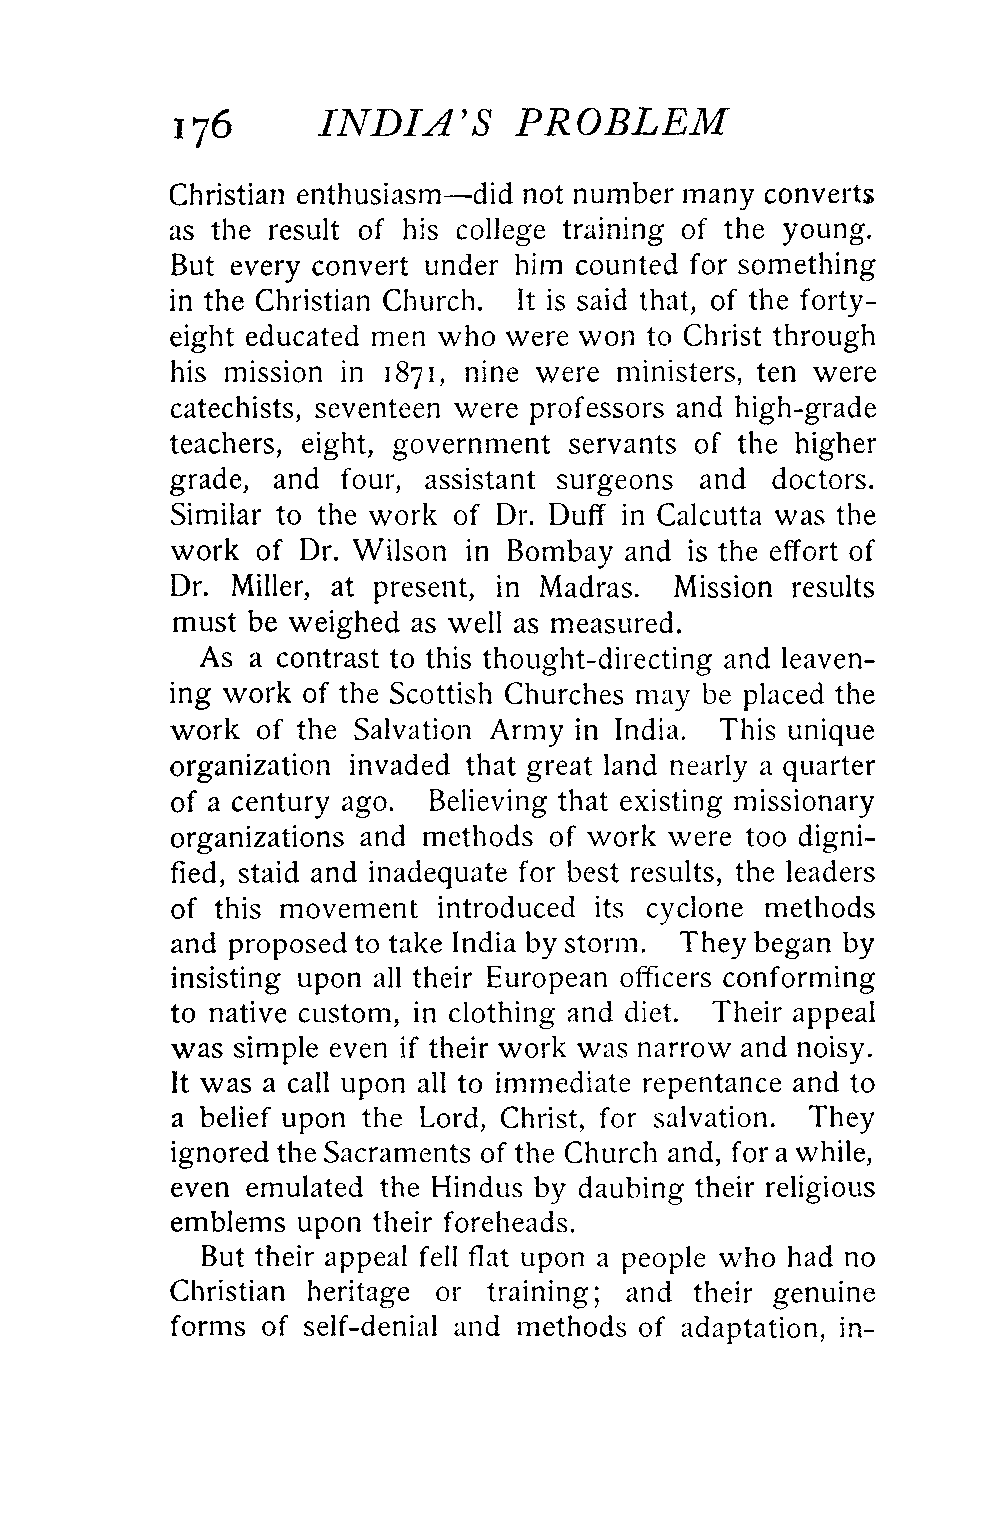 176 INDIA'S PROBLEM
Christian enthusiasm—did not number many converts
as the result of his college training of the young.
But every convert under him counted for something
in the Christian Church. It is said that, of the forty-
eight educated men who were won to Christ through
his mission in 1871, nine were ministers, ten were
catechists, seventeen were professors and high-grade
teachers, eight, government servants of the higher
grade, and four, assistant surgeons and doctors.
Similar to the work of Dr. Duff in Calcutta was the
work of Dr. Wilson in Bombay and is the effort of
Dr. Miller, at present, in Madras. Mission results
must be weighed as well as measured.
As a contrast to this thought-directing and leaven-
ing work of the Scottish Churches may be placed the
work of the Salvation Army in India. This unique
organization invaded that great land nearly a quarter
of a century ago. Believing that existing missionary
organizations and methods of work were too digni-
fied, staid and inadequate for best results, the leaders
of this movement introduced its cyclone methods
and proposed to take India by storm. They began by
insisting upon all their European officers conforming
to native custom, in clothing and diet. Their appeal
was simple even if their work was narrow and noisy.
It was a call upon all to immediate repentance and to
a belief upon the Lord, Christ, for salvation. They
ignored the Sacraments of the Church and, for a while,
even emulated the Hindus by daubing their religious
emblems upon their foreheads.
But their appeal fell flat upon a people who had no
Christian heritage or training; and their genuine
forms of self-denial and methods of adaptation, in-